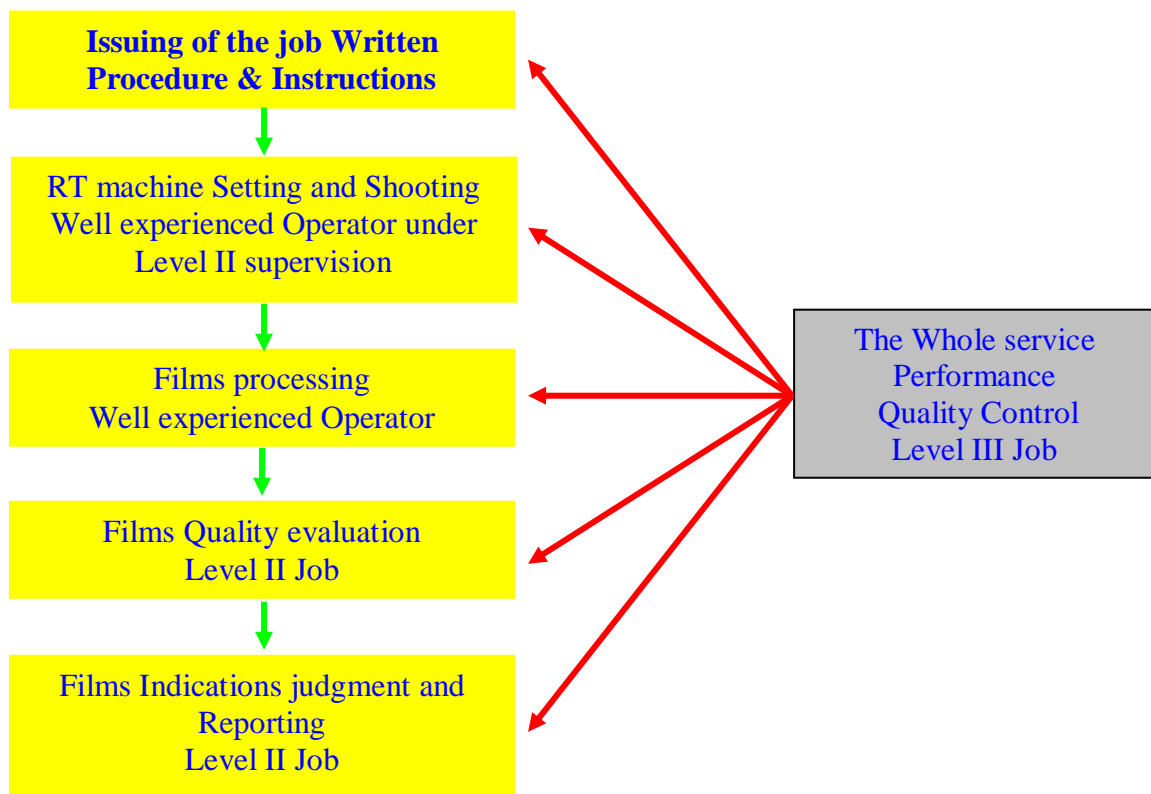 Issuing of the job Written
Procedure & Instructions
RT machine Setting and Shooting
Well experienced Operator under
Level II supervision
Films processing
Well experienced Operator
Films Quality evaluation
Level II Job
Films Indications judgment and
Reporting
Level II Job
The Whole service
Performance
Quality Control
Level III Job